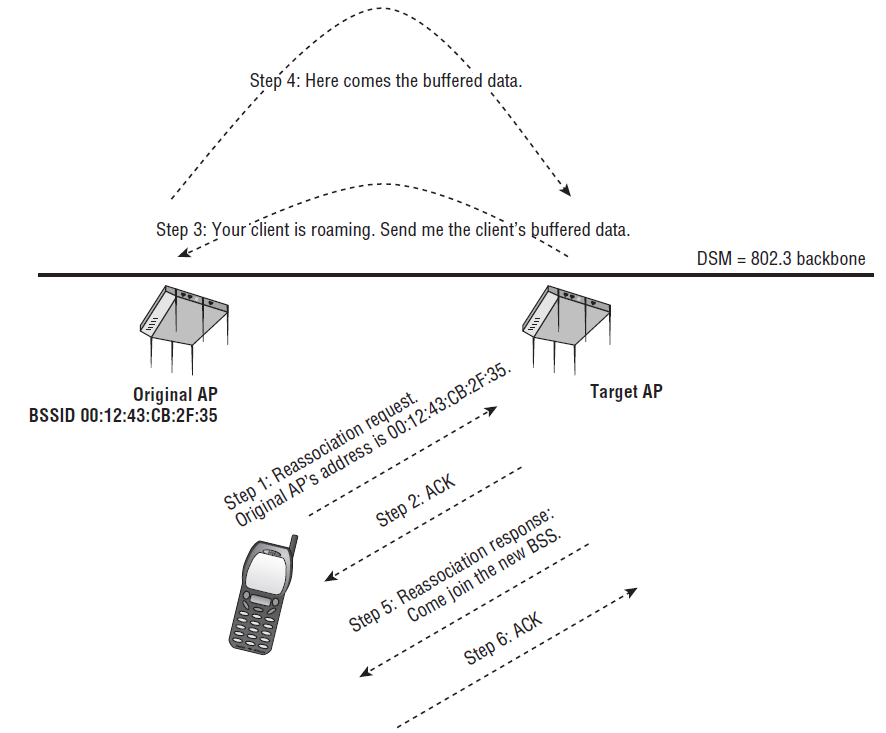 Step 4: Here comes the buffered data.
Step 3: Your client is roaming. Send me the client's buffered data.
DSM = 802.3 backbone
Original AP
BSSID 00:12:43:CB:2F:35
Target AP
Step 1: Reassociation request.
Original AP's address is 00:12:43:CB:2F:35.
Step 2: ACK
Step 5: Reassociation response:
Come join the new BSS.
Step 6: ACK